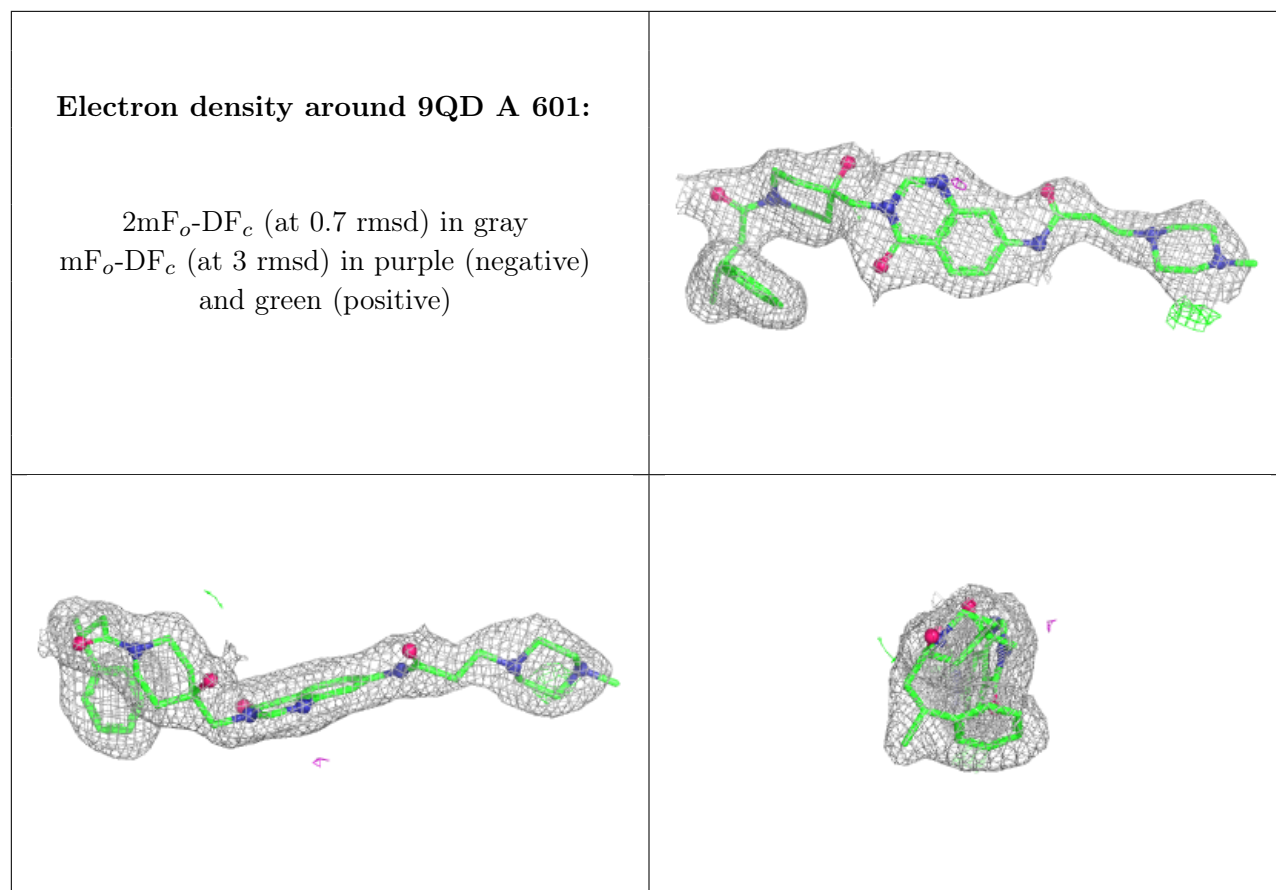 Electron density around 9QD A 601:
2mFo-DFc (at 0.7 rmsd) in gray
mFo-DFc (at 3 rmsd) in purple (negative)
and green (positive)